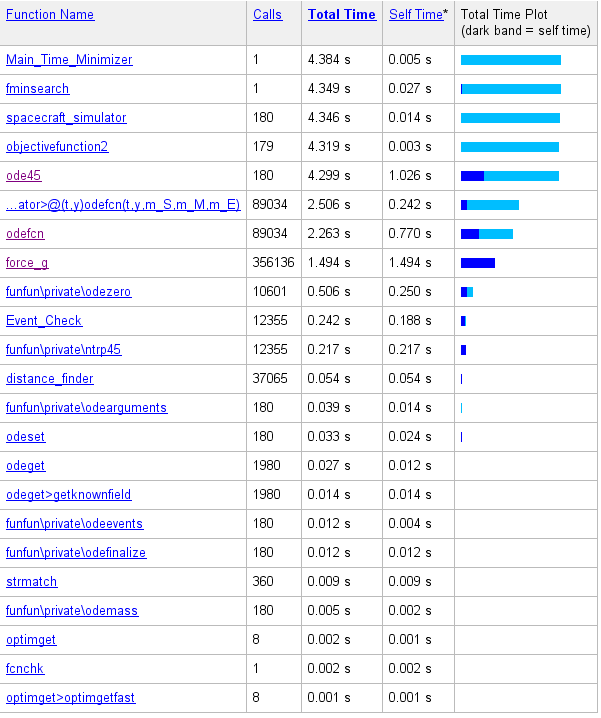 Function Name Calls Total Time Self Time* Total Time Plot
(dark band = self time)
Main_Time_Minimizer 1 4.384 s 0.005 s
fminsearch 1 4.349 s 0.027 s
spacecraft_simulator 180 4.346 s 0.014 s
objectivefunction2 179 4.319 s 0.003 s
ode45 180 4.299 s 1.026 s
...ator>@(t,y)odefcn(t,y,m_S,m_M,m_E) 89034 2.506 s 0.242 s
odefcn 89034 2.263 s 0.770 s
force_g 356136 1.494 s 1.494 s
funfun\private\odezero 10601 0.506 s 0.250 s
Event_Check 12355 0.242 s 0.188 s
funfun\private\ntrp45 12355 0.217 s 0.217 s
distance_finder 37065 0.054 s 0.054 s
funfun\private\odearguments 180 0.039 s 0.014 s
odeset 180 0.033 s 0.024 s
odeget 1980 0.027 s 0.012 s
odeget>getknownfield 1980 0.014 s 0.014 s
funfun\private\odeevents 180 0.012 s 0.004 s
funfun\private\odefinalize 180 0.012 s 0.012 s
strmatch 360 0.009 s 0.009 s
funfun\private\odemass 180 0.005 s 0.002 s
optimget 8 0.002 s 0.001 s
fcnchk 1 0.002 s 0.002 s
optimget>optimgetfast 8 0.001 s 0.001 s